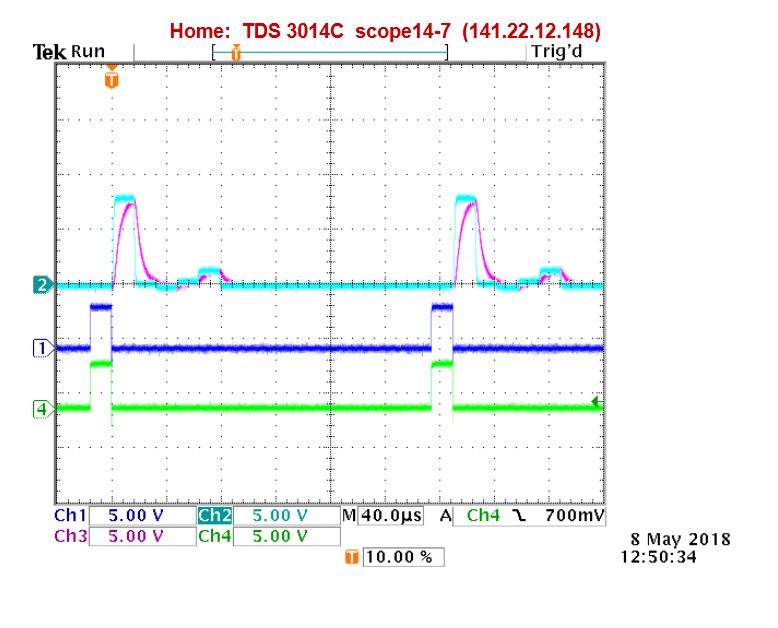 Home: TDS 3014C scope14-7 (141.22.12.148)
Tek Run Trig'd
T
T
2
1
4
Ch1 5.00 V Ch2 5.00 V M 40.0µs A Ch4 700mV
Ch3 5.00 V Ch4 5.00 V
T 10.00 %
8 May 2018
12:50:34